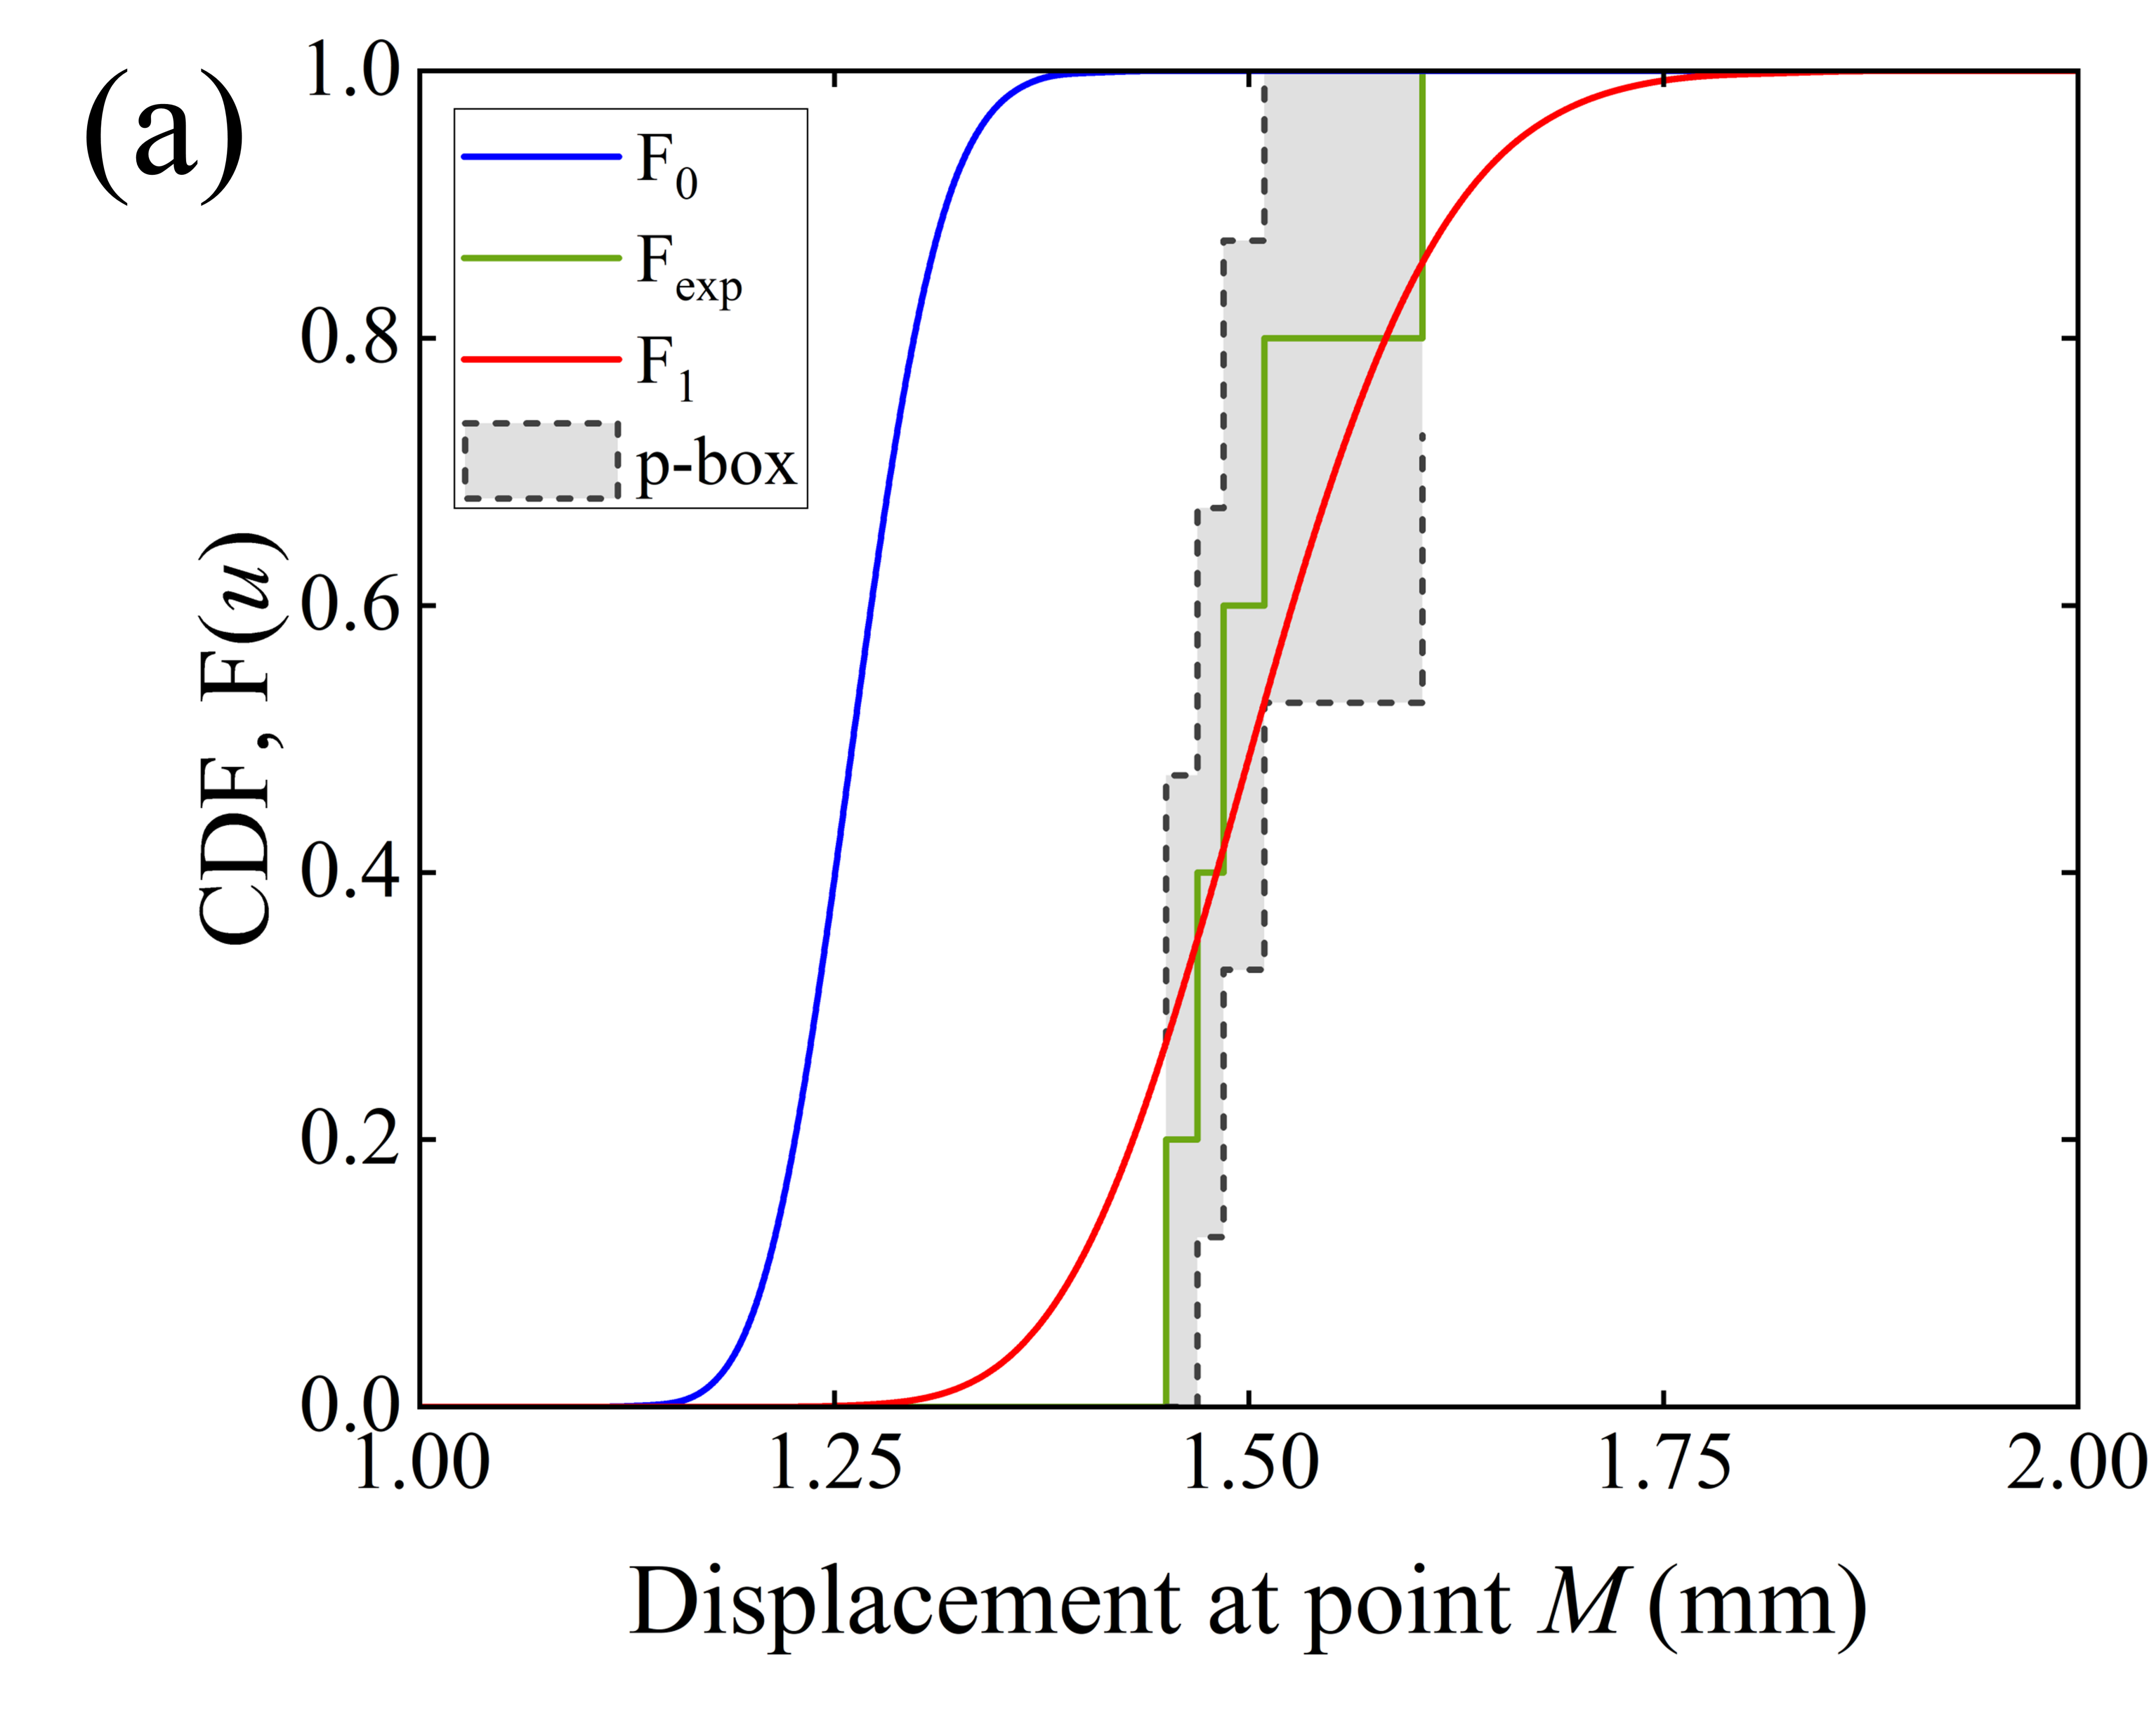 (a)
1.0
0.8
0.6
0.4
0.2
0.0
CDF, F(u)
F0
Fexp
F1
p-box
1.00 1.25 1.50 1.75 2.00
Displacement at point M (mm)